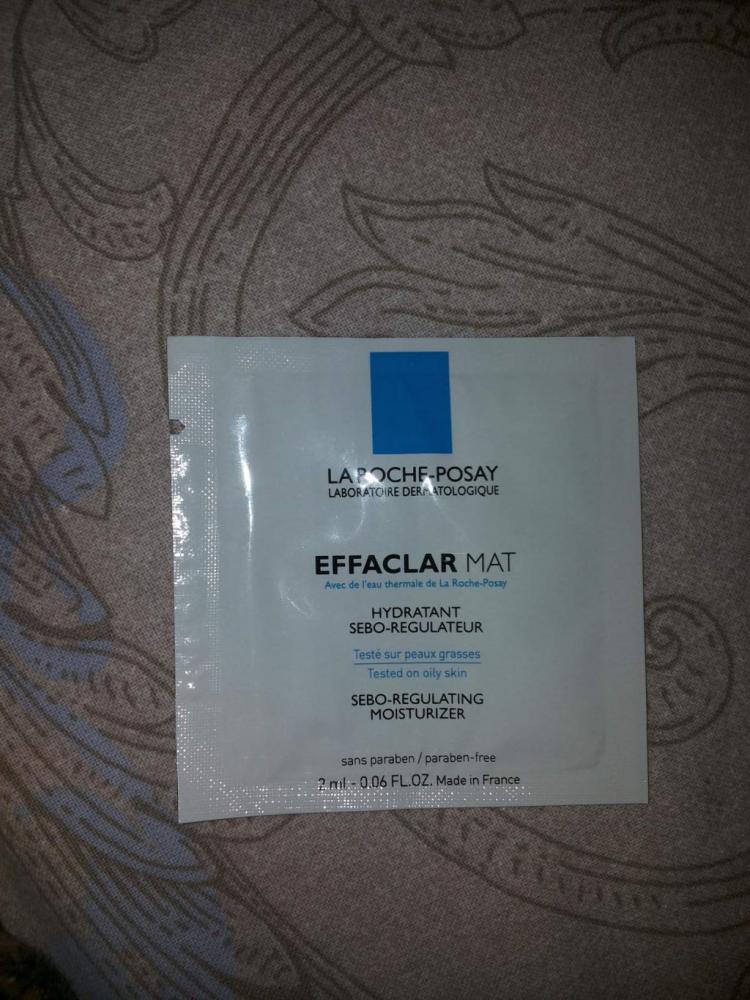 LA ROCHE-POSAY
LABORATOIRE DERMATOLOGIQUE
EFFACLAR MAT
Avec de l'eau thermale de La Roche-Posay
HYDRATANT
SEBO-REGULATEUR
Testé sur peaux grasses
Tested on oily skin
SEBO-REGULATING
MOISTURIZER
sans paraben / paraben-free
2 ml - 0.06 FL.OZ. Made in France